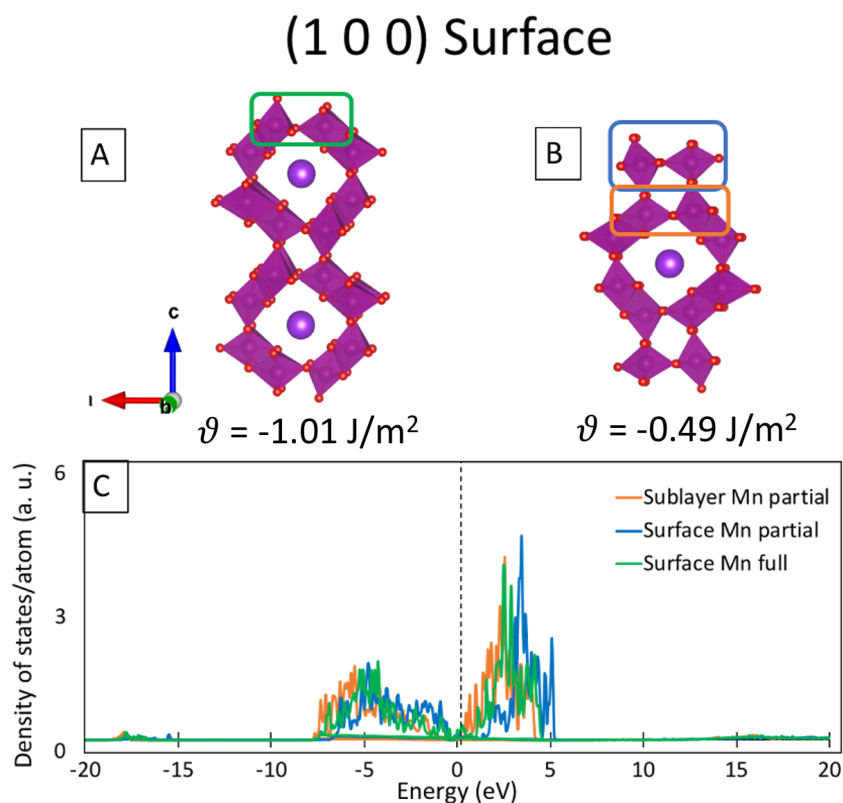 (1 0 0) Surface
A
B
c
b
ϑ = -1.01 J/m²
ϑ = -0.49 J/m²
C
Density of states/atom (a. u.)
6
3
0
Sublayer Mn partial
Surface Mn partial
Surface Mn full
-20 -15 -10 -5 0 5 10 15 20
Energy (eV)